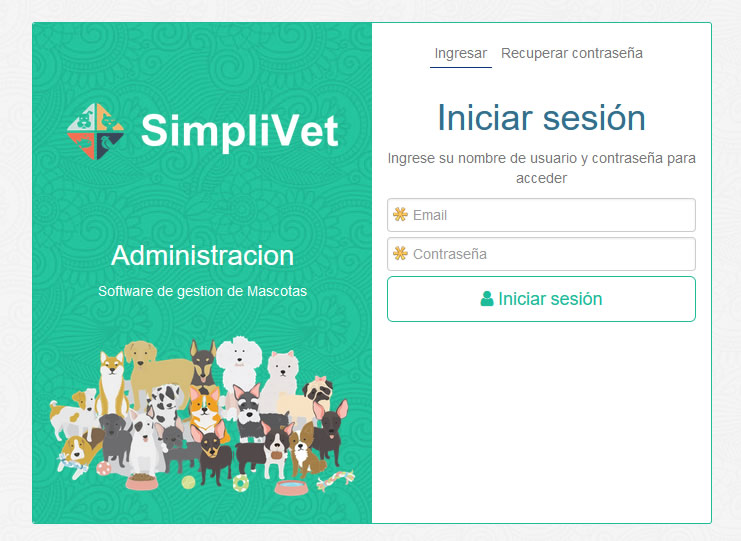 SimpliVet
Administracion
Software de gestion de Mascotas
Ingresar
Recuperar contraseña
Iniciar sesión
Ingrese su nombre de usuario y contraseña para
acceder
Email
Contraseña
Iniciar sesión